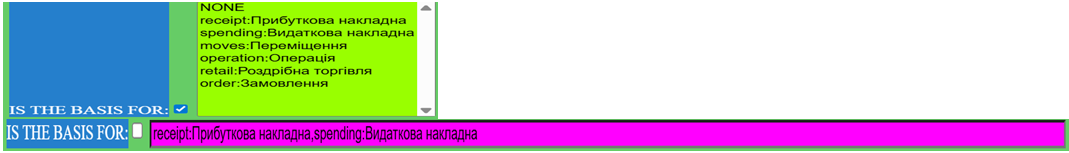 NONE
receipt:Прибуткова накладна
spending:Видаткова накладна
moves:Переміщення
operation:Операція
retail:Роздрібна торгівля
order:Замовлення
IS THE BASIS FOR:
IS THE BASIS FOR: receipt:Прибуткова накладна,spending:Видаткова накладна